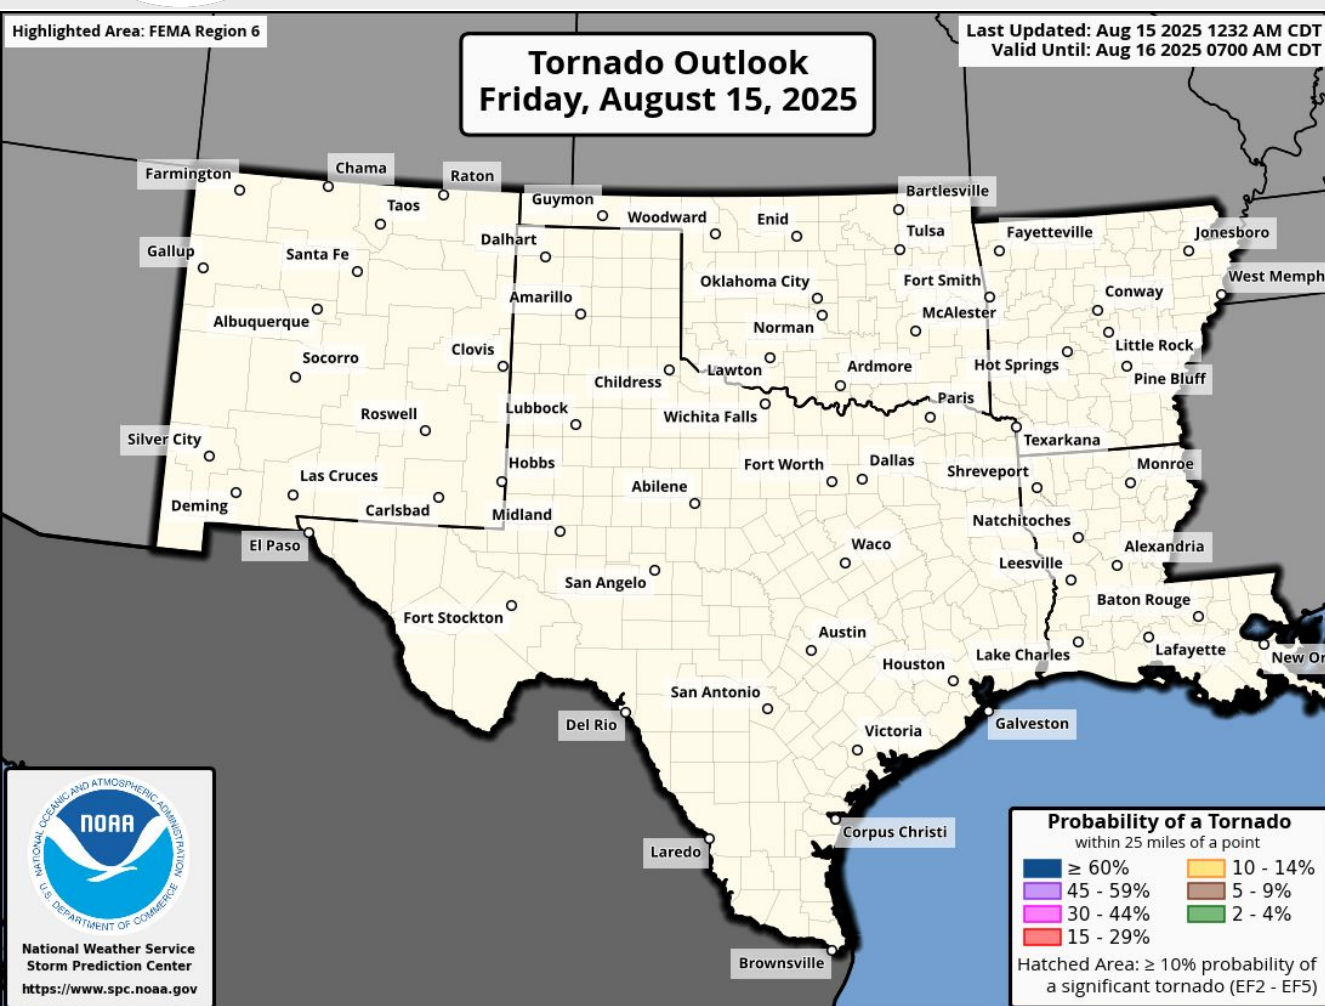 Highlighted Area: FEMA Region 6
Last Updated: Aug 15 2025 1232 AM CDT
Valid Until: Aug 16 2025 0700 AM CDT
Tornado Outlook
Friday, August 15, 2025
Farmington
Chama
Raton
Taos
Guymon
Woodward
Enid
Bartlesville
Tulsa
Fayetteville
Jonesboro
Gallup
Santa Fe
Dalhart
Oklahoma City
Fort Smith
West Memph
Albuquerque
Amarillo
Norman
McAlester
Conway
Little Rock
Socorro
Clovis
Childress
Lawton
Ardmore
Hot Springs
Pine Bluff
Roswell
Lubbock
Wichita Falls
Paris
Texarkana
Silver City
Las Cruces
Hobbs
Abilene
Fort Worth
Dallas
Shreveport
Monroe
Deming
Carlsbad
Midland
Natchitoches
El Paso
San Angelo
Waco
Leesville
Alexandria
Fort Stockton
Austin
Baton Rouge
Houston
Lake Charles
Lafayette
New Or
Del Rio
San Antonio
Victoria
Galveston
Laredo
Corpus Christi
Brownsville
NATIONAL OCEANIC AND ATMOSPHERIC ADMINISTRATION
NOAA
U.S. DEPARTMENT OF COMMERCE
National Weather Service
Storm Prediction Center
https://www.spc.noaa.gov
Probability of a Tornado
within 25 miles of a point
≥ 60%
10 - 14%
45 - 59%
5 - 9%
30 - 44%
2 - 4%
15 - 29%
Hatched Area: ≥ 10% probability of
a significant tornado (EF2 - EF5)